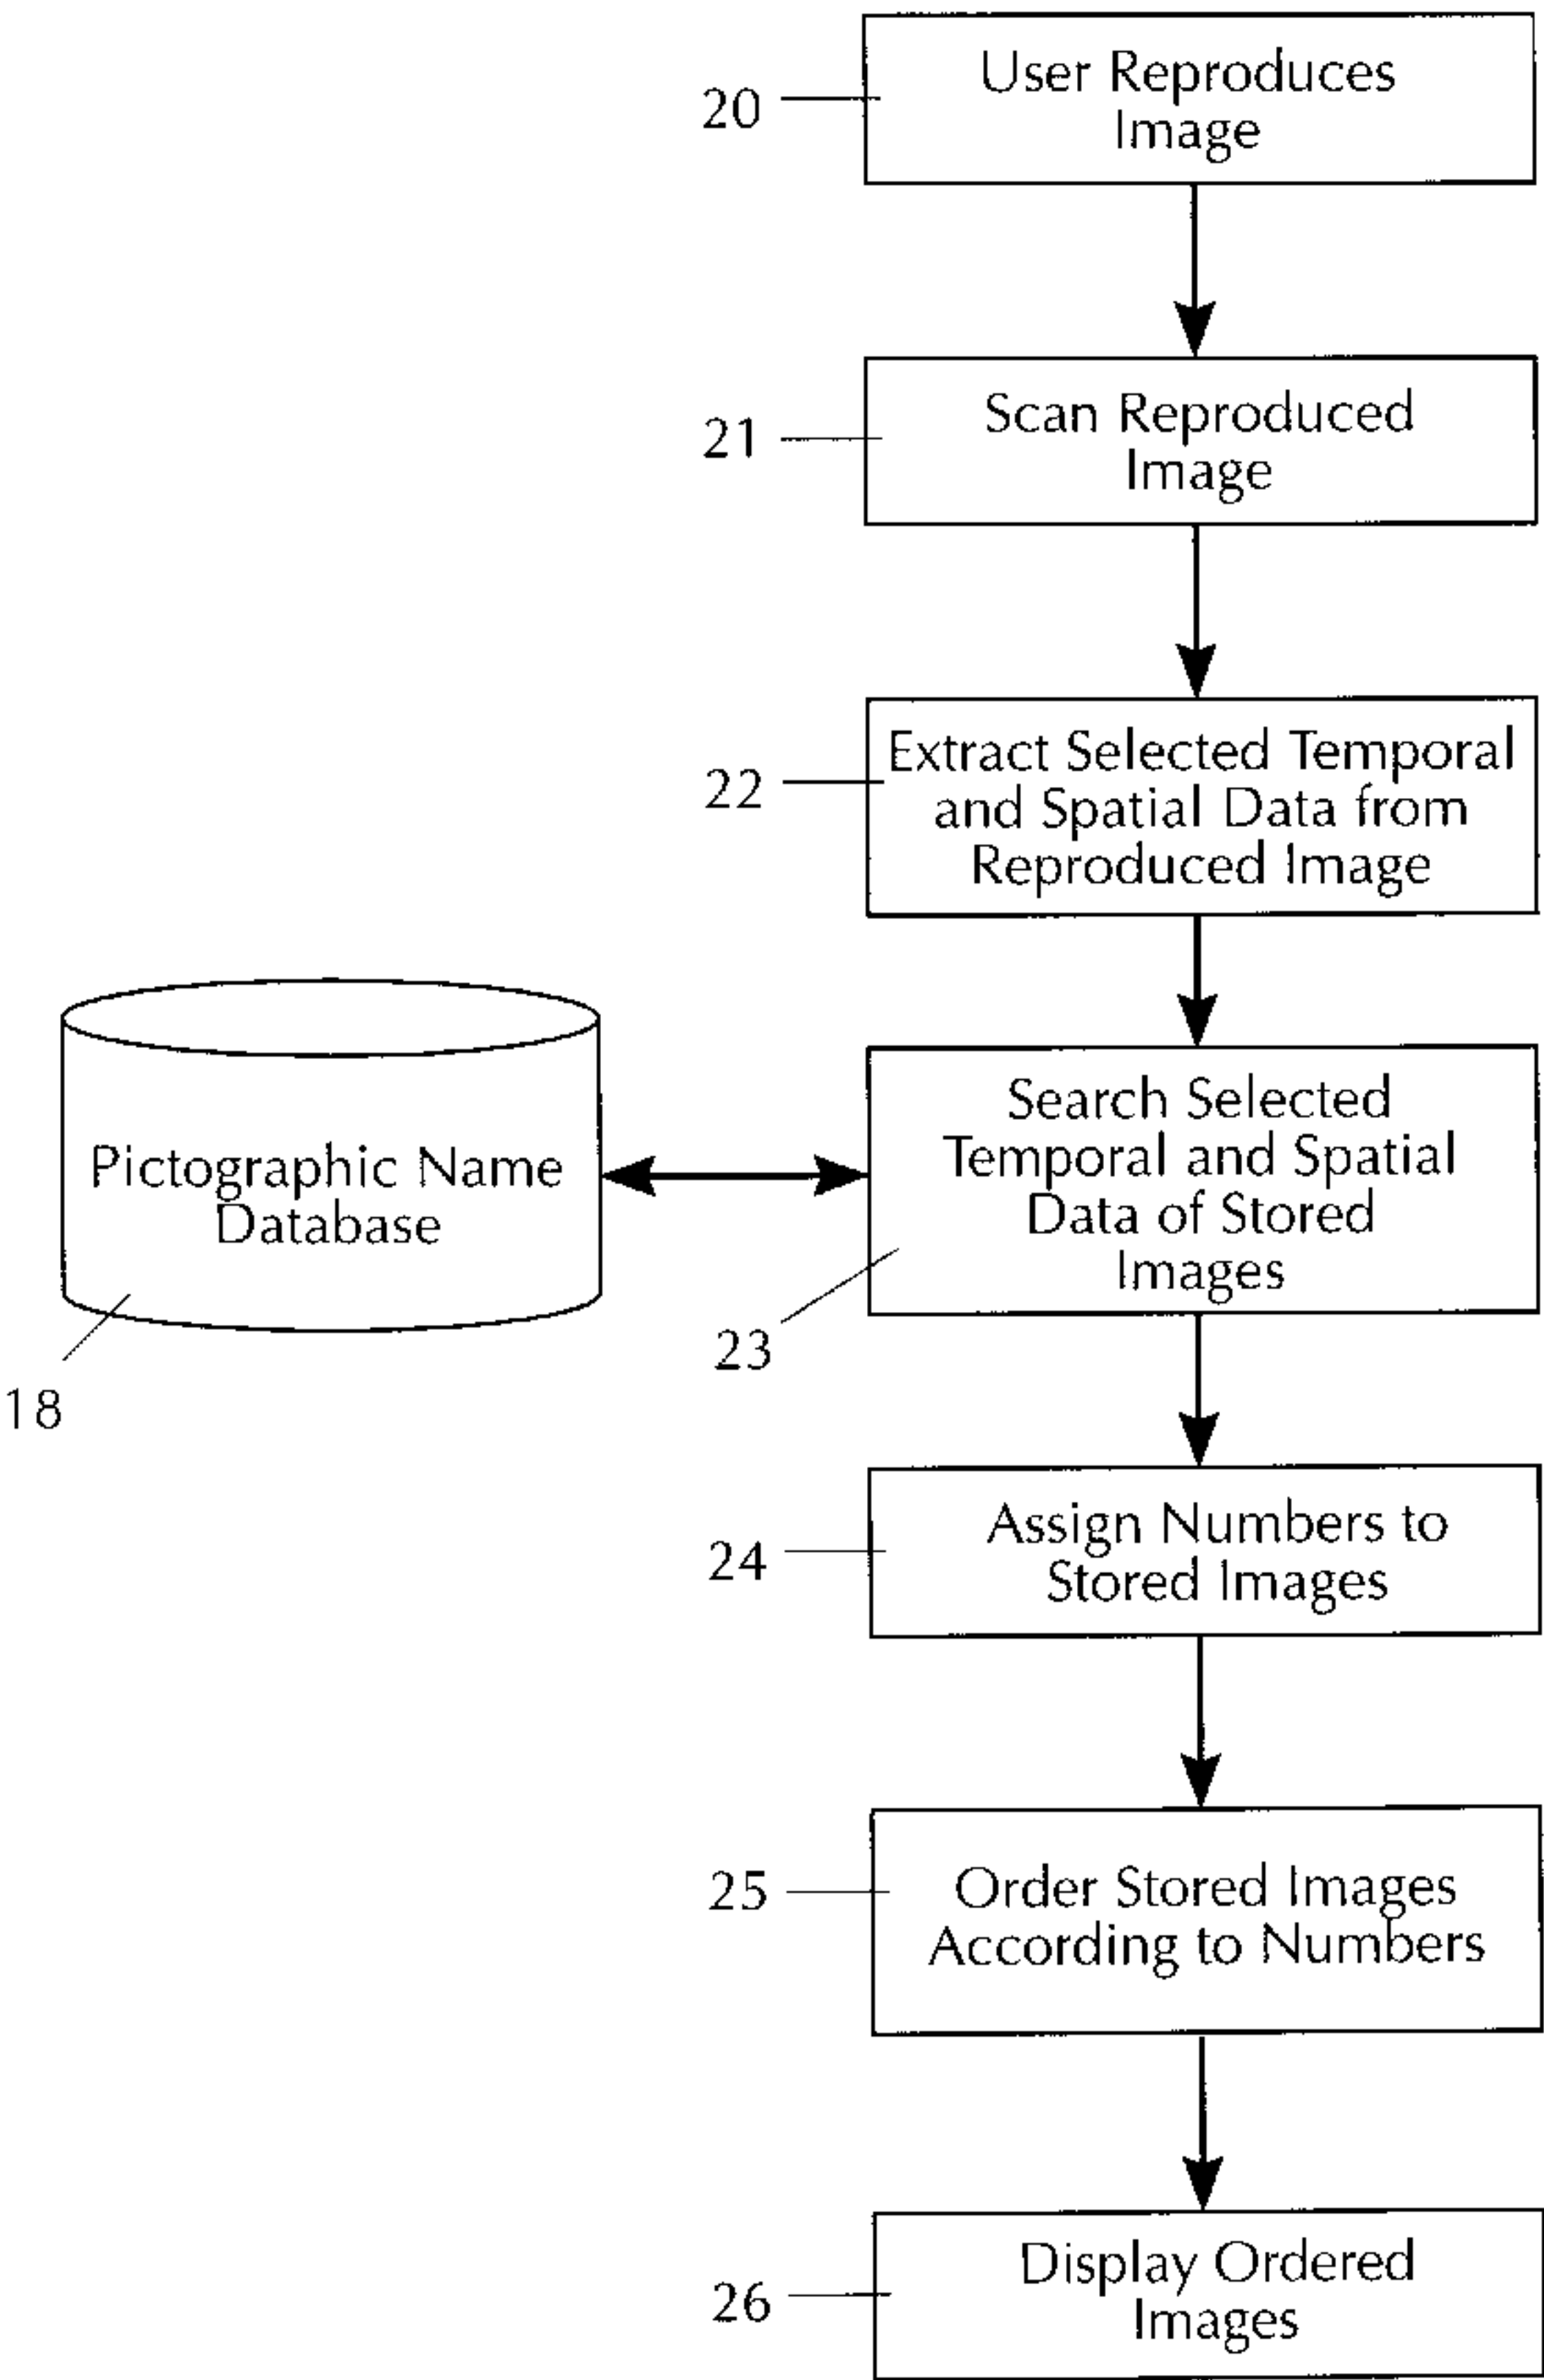 20
User Reproduces
Image
21
Scan Reproduced
Image
22
Extract Selected Temporal
and Spatial Data from
Reproduced Image
Pictographic Name
Database
18
Search Selected
Temporal and Spatial
Data of Stored
Images
23
24
Assign Numbers to
Stored Images
25
Order Stored Images
According to Numbers
26
Display Ordered
Images